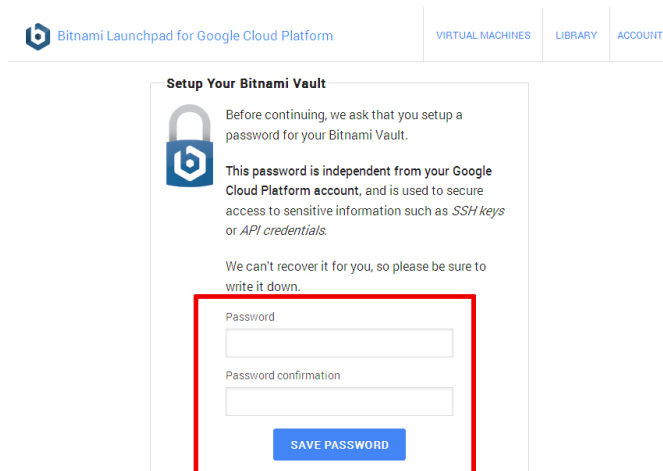 Bitnami Launchpad for Google Cloud Platform
VIRTUAL MACHINES
LIBRARY
ACCOUNT
Setup Your Bitnami Vault
Before continuing, we ask that you setup a
password for your Bitnami Vault.
This password is independent from your Google
Cloud Platform account, and is used to secure
access to sensitive information such as SSH keys
or API credentials.
We can't recover it for you, so please be sure to
write it down.
Password
Password confirmation
SAVE PASSWORD